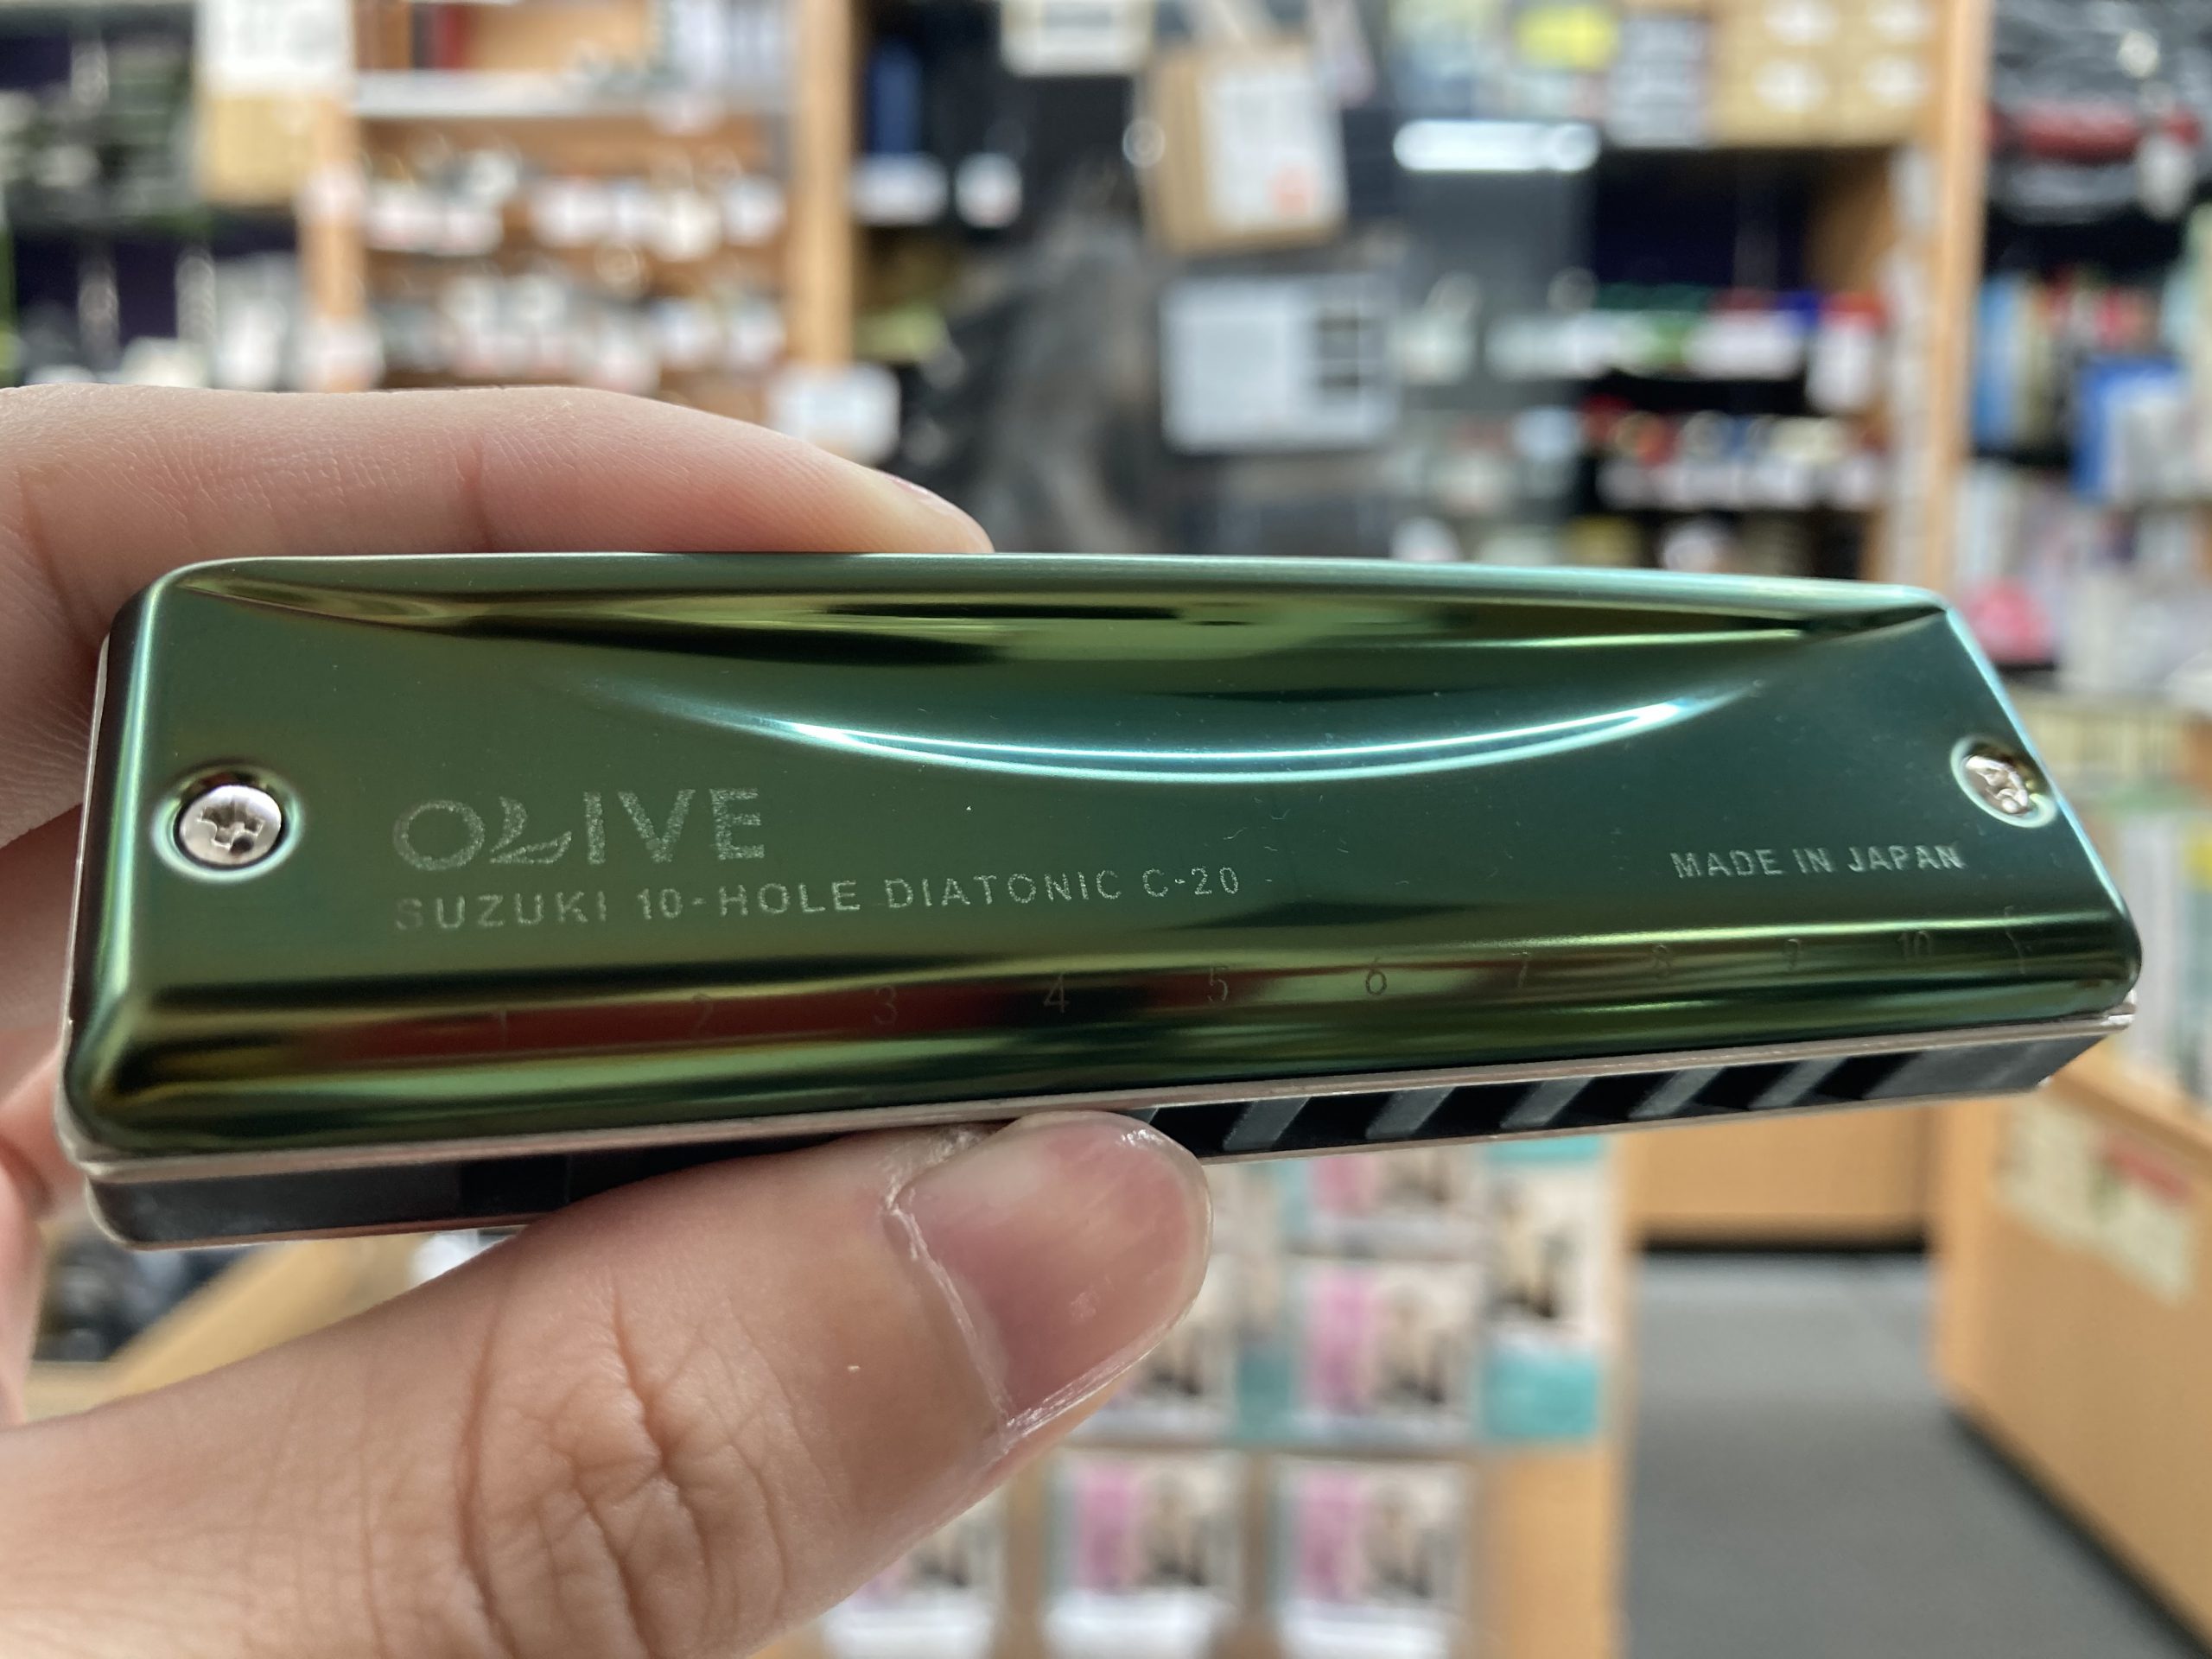 OLIVE
SUZUKI 10-HOLE DIATONIC C-20
MADE IN JAPAN
1 2 3 4 5 6 7 8 9 10